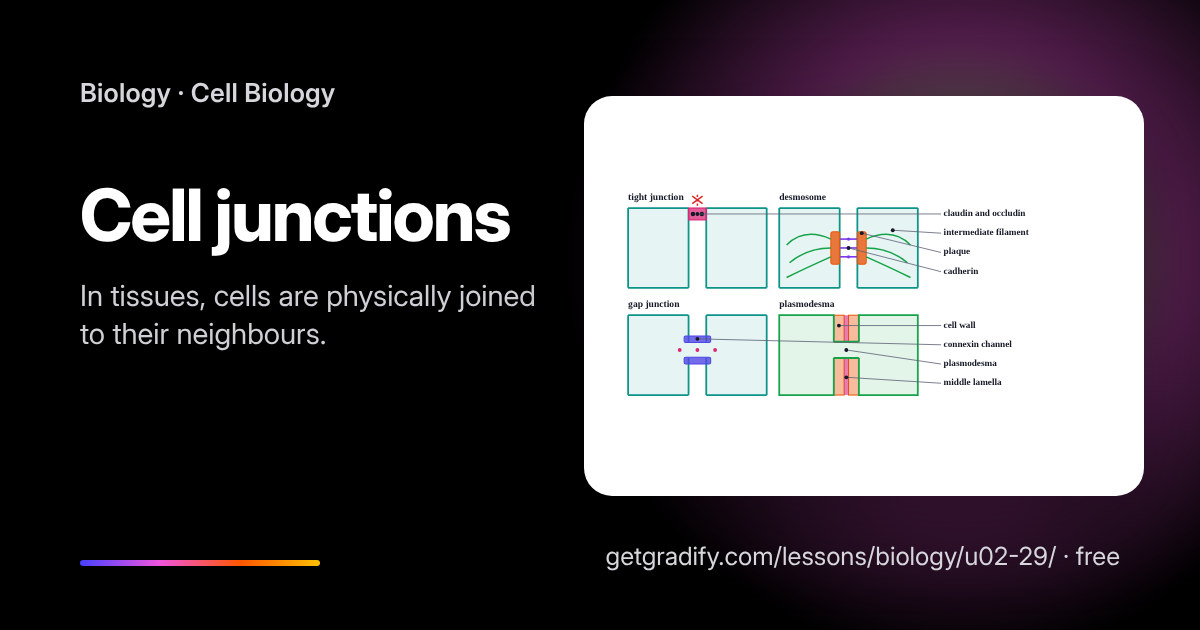 Biology · Cell Biology
Cell junctions
In tissues, cells are physically joined
to their neighbours.
tight junction
desmosome
claudin and occludin
intermediate filament
plaque
cadherin
gap junction
plasmodesma
cell wall
connexin channel
plasmodesma
middle lamella
getgradify.com/lessons/biology/u02-29/ · free